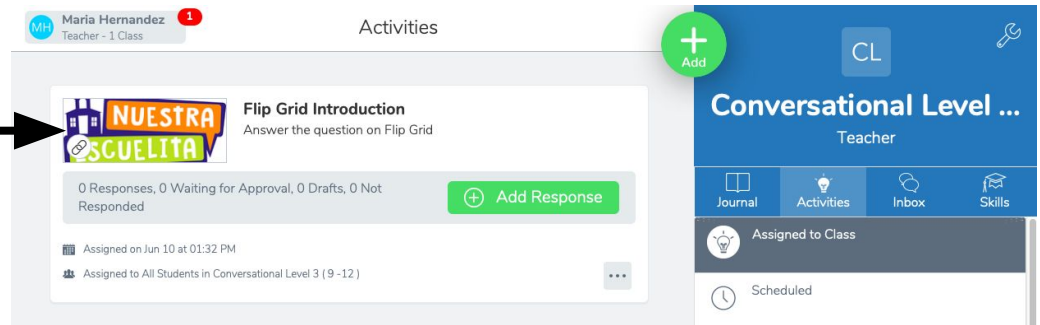 MH
Maria Hernandez
1
Teacher - 1 Class
Activities
Add
CL
Conversational Level ...
Teacher
NUESTRA
ESCUELITA
Flip Grid Introduction
Answer the question on Flip Grid
0 Responses, 0 Waiting for Approval, 0 Drafts, 0 Not
Responded
Add Response
Assigned on Jun 10 at 01:32 PM
Assigned to All Students in Conversational Level 3 ( 9 -12 )
...
Journal
Activities
Inbox
Skills
Assigned to Class
Scheduled